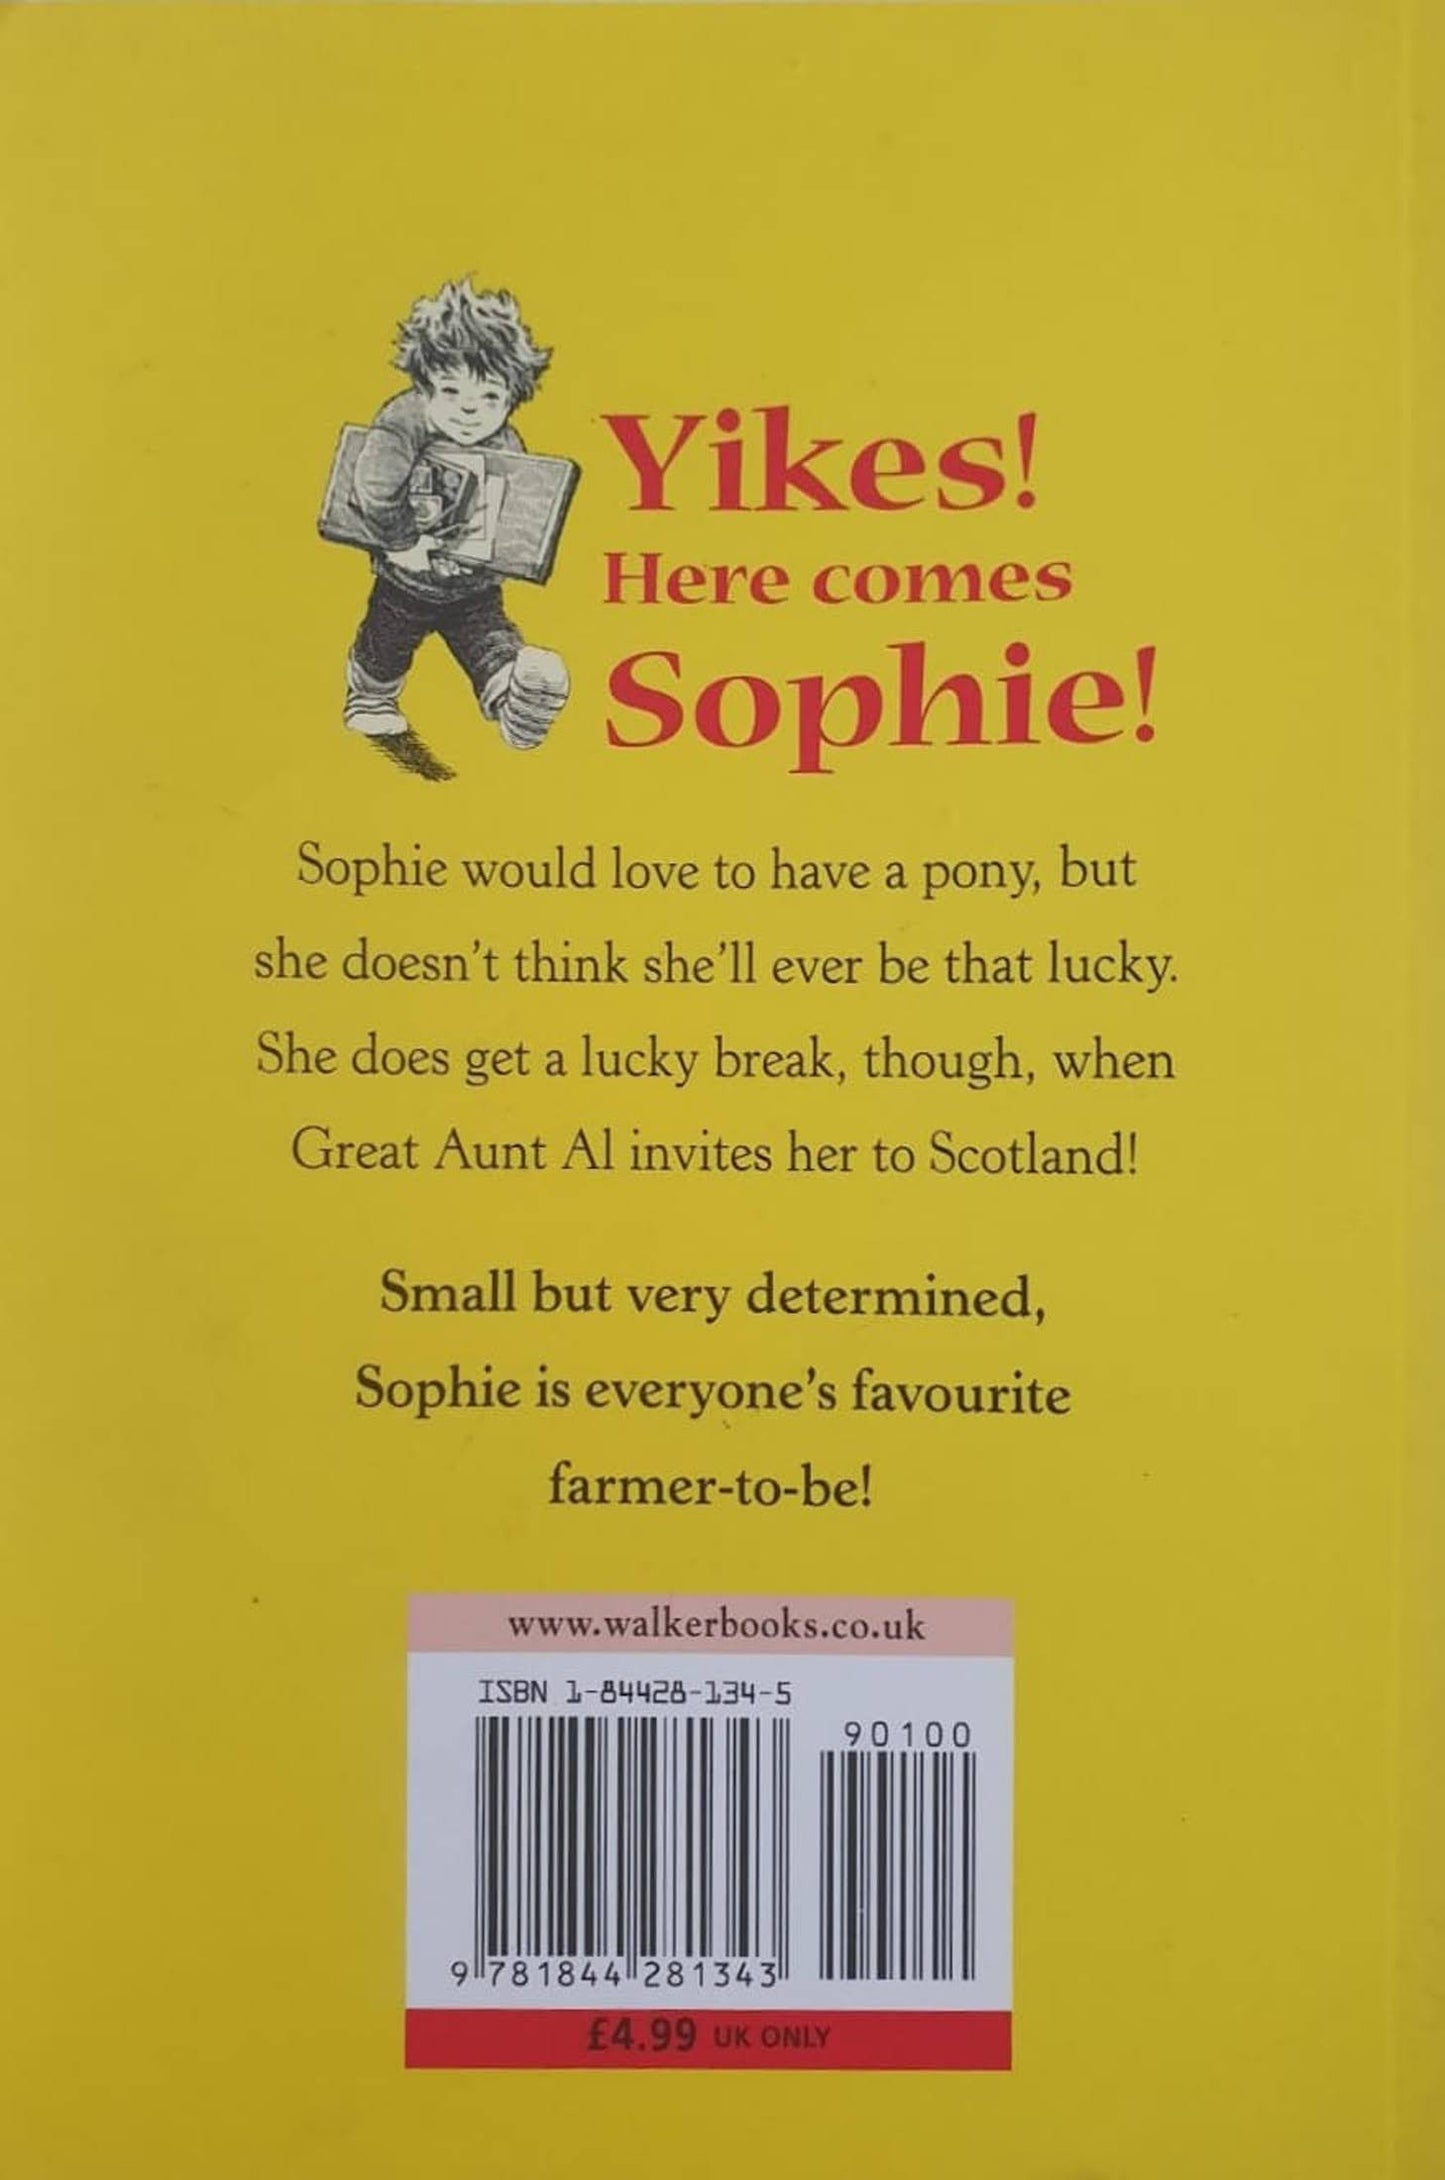 Yikes!
Here comes
Sophie!
Sophie would love to have a pony, but
she doesn't think she'll ever be that lucky.
She does get a lucky break, though, when
Great Aunt Al invites her to Scotland!
Small but very determined,
Sophie is everyone's favourite
farmer-to-be!
www.walkerbooks.co.uk
ISBN 1-84428-134-5
90100
9 781844 281343
£4.99 UK ONLY